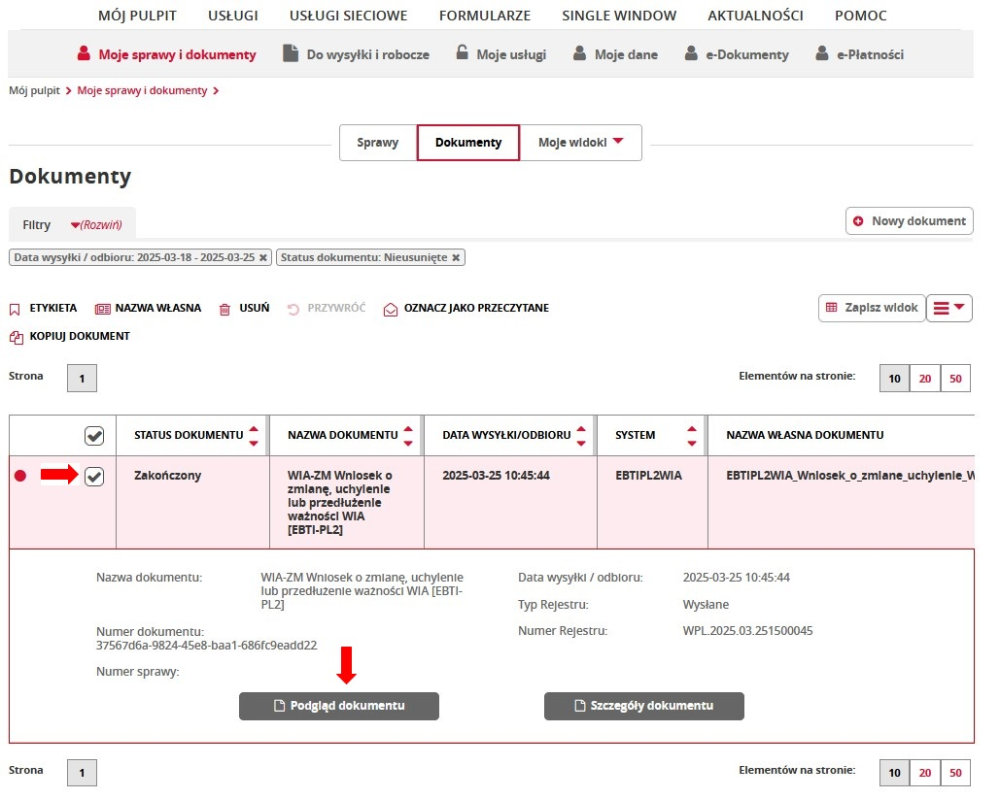 MÓJ PULPIT USŁUGI USŁUGI SIECIOWE FORMULARZE SINGLE WINDOW AKTUALNOŚCI POMOC
Moje sprawy i dokumenty Do wysyłki i robocze Moje usługi Moje dane e-Dokumenty e-Płatności
Mój pulpit > Moje sprawy i dokumenty >
Sprawy Dokumenty Moje widoki
Dokumenty
Filtry (Rozwiń) Nowy dokument
Data wysyłki / odbioru: 2025-03-18 - 2025-03-25 × Status dokumentu: Nieusunięte ×
ETYKIETA NAZWA WŁASNA USUŃ PRZYWRÓĆ OZNACZ JAKO PRZECZYTANE Zapisz widok
KOPIUJ DOKUMENT
Strona 1 Elementów na stronie: 10 20 50
STATUS DOKUMENTU NAZWA DOKUMENTU DATA WYSYŁKI/ODBIORU SYSTEM NAZWA WŁASNA DOKUMENTU
Zakończony WIA-ZM Wniosek o 2025-03-25 10:45:44 EBTIPL2WIA EBTIPL2WIA_Wniosek_o_zmiane_uchylenie_W
zmianę, uchylenie
lub przedłużenie
ważności WIA
[EBTI-PL2]
Nazwa dokumentu: WIA-ZM Wniosek o zmianę, uchylenie Data wysyłki / odbioru: 2025-03-25 10:45:44
lub przedłużenie ważności WIA [EBTI-
PL2]
Typ Rejestru: Wysłane
Numer dokumentu: Numer Rejestru: WPL.2025.03.251500045
37567d6a-9824-45e8-baa1-686fc9eadd22
Numer sprawy:
Podgląd dokumentu Szczegóły dokumentu
Strona 1 Elementów na stronie: 10 20 50